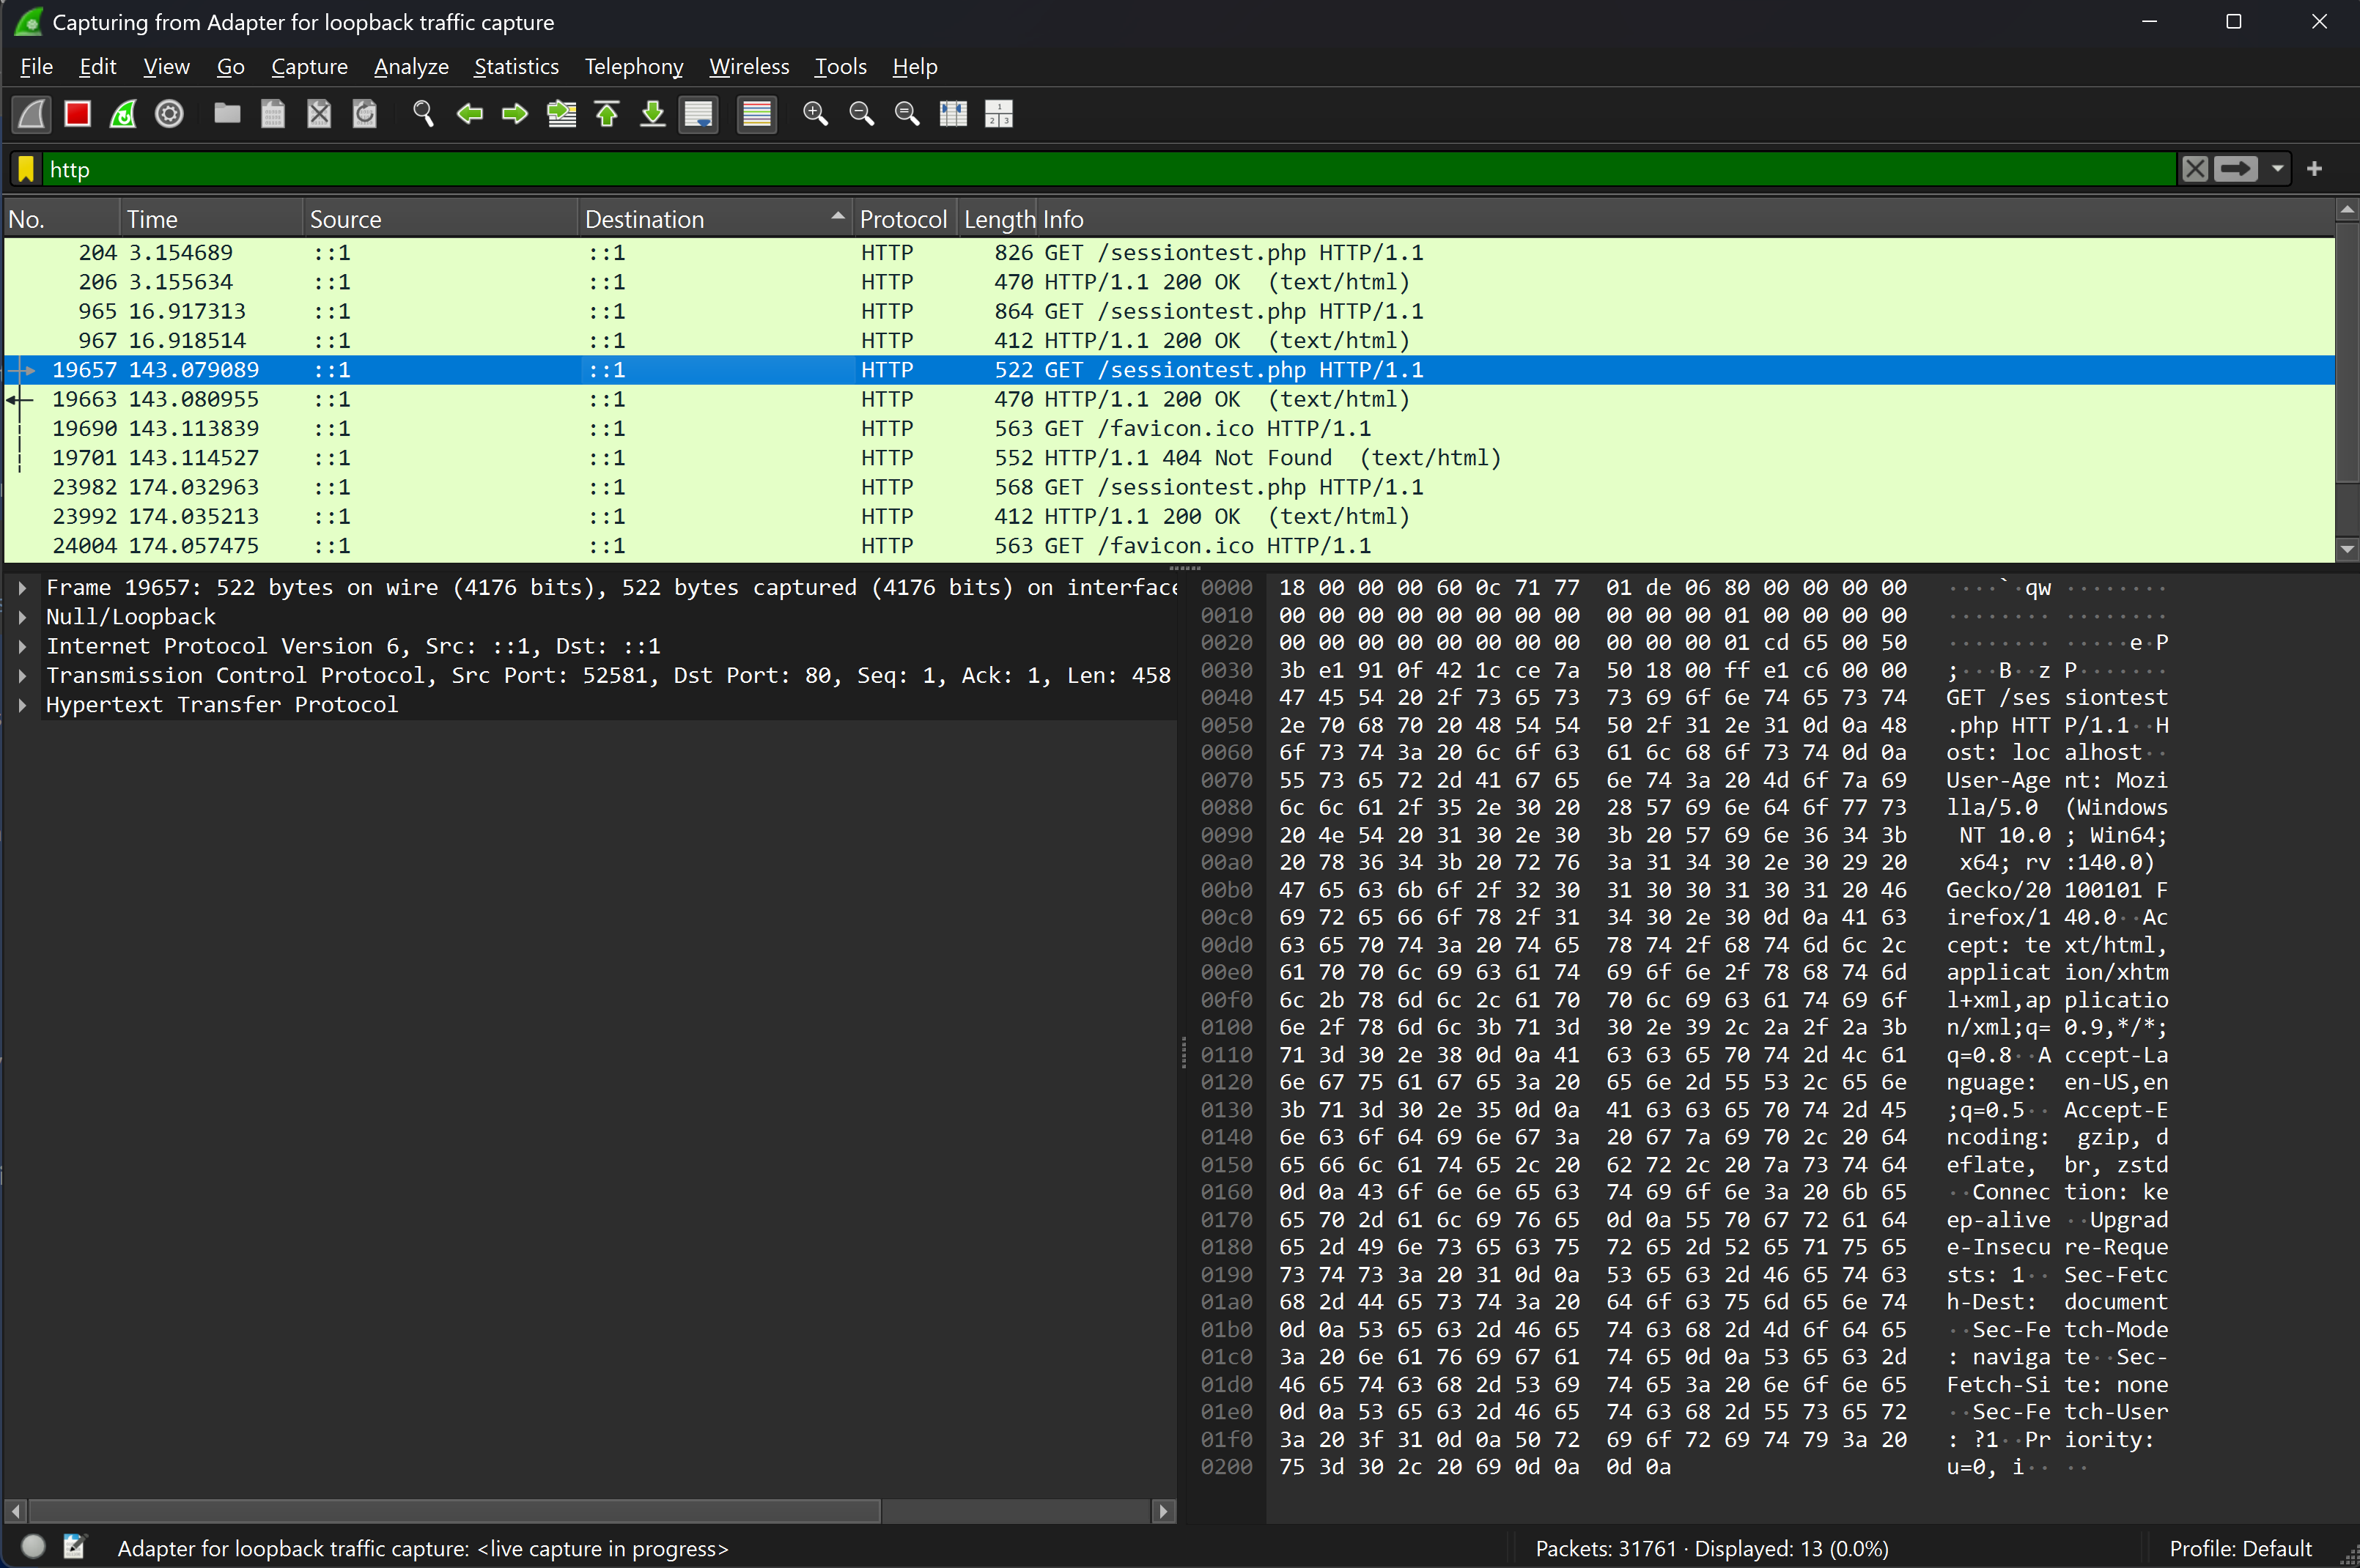 Capturing from Adapter for loopback traffic capture
File Edit View Go Capture Analyze Statistics Telephony Wireless Tools Help
http
No. Time Source Destination Protocol Length Info
204 3.154689 ::1 ::1 HTTP 826 GET /sessiontest.php HTTP/1.1
206 3.155634 ::1 ::1 HTTP 470 HTTP/1.1 200 OK (text/html)
965 16.917313 ::1 ::1 HTTP 864 GET /sessiontest.php HTTP/1.1
967 16.918514 ::1 ::1 HTTP 412 HTTP/1.1 200 OK (text/html)
19657 143.079089 ::1 ::1 HTTP 522 GET /sessiontest.php HTTP/1.1
19663 143.080955 ::1 ::1 HTTP 470 HTTP/1.1 200 OK (text/html)
19690 143.113839 ::1 ::1 HTTP 563 GET /favicon.ico HTTP/1.1
19701 143.114527 ::1 ::1 HTTP 552 HTTP/1.1 404 Not Found (text/html)
23982 174.032963 ::1 ::1 HTTP 568 GET /sessiontest.php HTTP/1.1
23992 174.035213 ::1 ::1 HTTP 412 HTTP/1.1 200 OK (text/html)
24004 174.057475 ::1 ::1 HTTP 563 GET /favicon.ico HTTP/1.1
Frame 19657: 522 bytes on wire (4176 bits), 522 bytes captured (4176 bits) on interface
Null/Loopback
Internet Protocol Version 6, Src: ::1, Dst: ::1
Transmission Control Protocol, Src Port: 52581, Dst Port: 80, Seq: 1, Ack: 1, Len: 458
Hypertext Transfer Protocol
0000 18 00 00 00 60 0c 71 77 01 de 06 80 00 00 00 00 ····`·qw ········
0010 00 00 00 00 00 00 00 00 00 00 00 01 00 00 00 00 ········ ········
0020 00 00 00 00 00 00 00 00 00 00 00 01 cd 65 00 50 ········ ·····e·P
0030 3b e1 91 0f 42 1c ce 7a 50 18 00 ff e1 c6 00 00 ;···B··z P·······
0040 47 45 54 20 2f 73 65 73 73 69 6f 6e 74 65 73 74 GET /ses siontest
0050 2e 70 68 70 20 48 54 54 50 2f 31 2e 31 0d 0a 48 .php HTT P/1.1··H
0060 6f 73 74 3a 20 6c 6f 63 61 6c 68 6f 73 74 0d 0a ost: loc alhost··
0070 55 73 65 72 2d 41 67 65 6e 74 3a 20 4d 6f 7a 69 User-Age nt: Mozi
0080 6c 6c 61 2f 35 2e 30 20 28 57 69 6e 64 6f 77 73 lla/5.0 (Windows
0090 20 4e 54 20 31 30 2e 30 3b 20 57 69 6e 36 34 3b NT 10.0 ; Win64;
00a0 20 78 36 34 3b 20 72 76 3a 31 34 30 2e 30 29 20 x64; rv :140.0)
00b0 47 65 63 6b 6f 2f 32 30 31 30 30 31 30 31 20 46 Gecko/20 100101 F
00c0 69 72 65 66 6f 78 2f 31 34 30 2e 30 0d 0a 41 63 irefox/1 40.0··Ac
00d0 63 65 70 74 3a 20 74 65 78 74 2f 68 74 6d 6c 2c cept: te xt/html,
00e0 61 70 70 6c 69 63 61 74 69 6f 6e 2f 78 68 74 6d applicat ion/xhtm
00f0 6c 2b 78 6d 6c 2c 61 70 70 6c 69 63 61 74 69 6f l+xml,ap plicatio
0100 6e 2f 78 6d 6c 3b 71 3d 30 2e 39 2c 2a 2f 2a 3b n/xml;q= 0.9,*/*;
0110 71 3d 30 2e 38 0d 0a 41 63 63 65 70 74 2d 4c 61 q=0.8··A ccept-La
0120 6e 67 75 61 67 65 3a 20 65 6e 2d 55 53 2c 65 6e nguage: en-US,en
0130 3b 71 3d 30 2e 35 0d 0a 41 63 63 65 70 74 2d 45 ;q=0.5·· Accept-E
0140 6e 63 6f 64 69 6e 67 3a 20 67 7a 69 70 2c 20 64 ncoding: gzip, d
0150 65 66 6c 61 74 65 2c 20 62 72 2c 20 7a 73 74 64 eflate, br, zstd
0160 0d 0a 43 6f 6e 6e 65 63 74 69 6f 6e 3a 20 6b 65 ··Connec tion: ke
0170 65 70 2d 61 6c 69 76 65 0d 0a 55 70 67 72 61 64 ep-alive ··Upgrad
0180 65 2d 49 6e 73 65 63 75 72 65 2d 52 65 71 75 65 e-Insecu re-Reque
0190 73 74 73 3a 20 31 0d 0a 53 65 63 2d 46 65 74 63 sts: 1·· Sec-Fetc
01a0 68 2d 44 65 73 74 3a 20 64 6f 63 75 6d 65 6e 74 h-Dest: document
01b0 0d 0a 53 65 63 2d 46 65 74 63 68 2d 4d 6f 64 65 ··Sec-Fe tch-Mode
01c0 3a 20 6e 61 76 69 67 61 74 65 0d 0a 53 65 63 2d : naviga te··Sec-
01d0 46 65 74 63 68 2d 53 69 74 65 3a 20 6e 6f 6e 65 Fetch-Si te: none
01e0 0d 0a 53 65 63 2d 46 65 74 63 68 2d 55 73 65 72 ··Sec-Fe tch-User
01f0 3a 20 3f 31 0d 0a 50 72 69 6f 72 69 74 79 3a 20 : ?1··Pr iority:
0200 75 3d 30 2c 20 69 0d 0a 0d 0a u=0, i·· ··
Adapter for loopback traffic capture: <live capture in progress>
Packets: 31761 · Displayed: 13 (0.0%)
Profile: Default